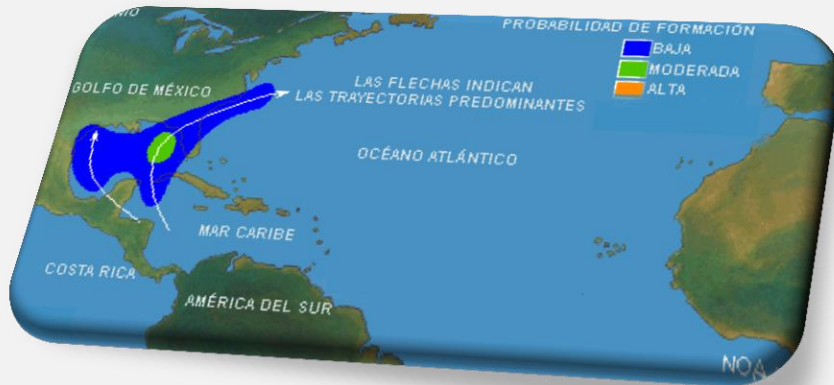 PROBABILIDAD DE FORMACIÓN
BAJA
MODERADA
ALTA
GOLFO DE MÉXICO
LAS FLECHAS INDICAN
LAS TRAYECTORIAS PREDOMINANTES
OCÉANO ATLÁNTICO
MAR CARIBE
COSTA RICA
AMÉRICA DEL SUR